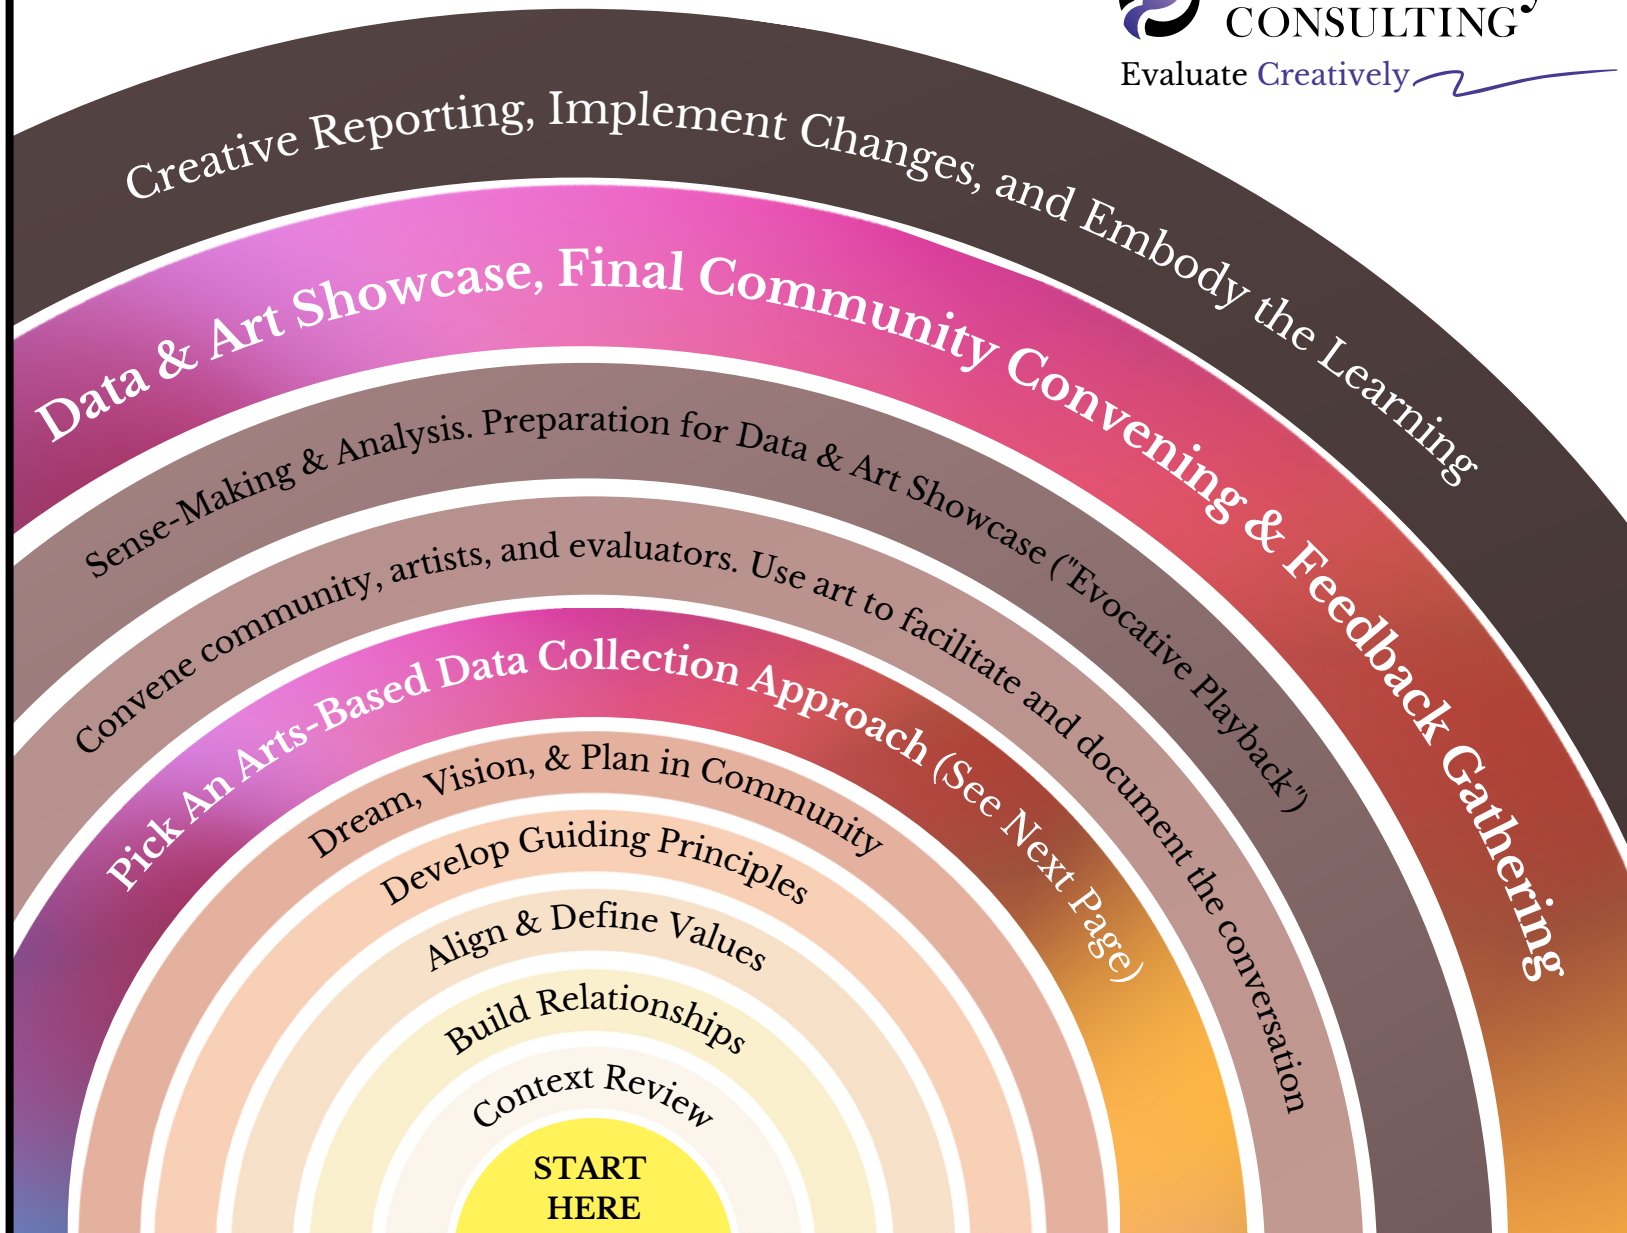 CONSULTING
Evaluate Creatively
Creative Reporting, Implement Changes, and Embody the Learning
Data & Art Showcase, Final Community Convening & Feedback Gathering
Sense-Making & Analysis. Preparation for Data & Art Showcase ("Evocative Playback")
Convene community, artists, and evaluators. Use art to facilitate and document the conversation
Pick An Arts-Based Data Collection Approach (See Next Page)
Dream, Vision, & Plan in Community
Develop Guiding Principles
Align & Define Values
Build Relationships
Context Review
START
HERE